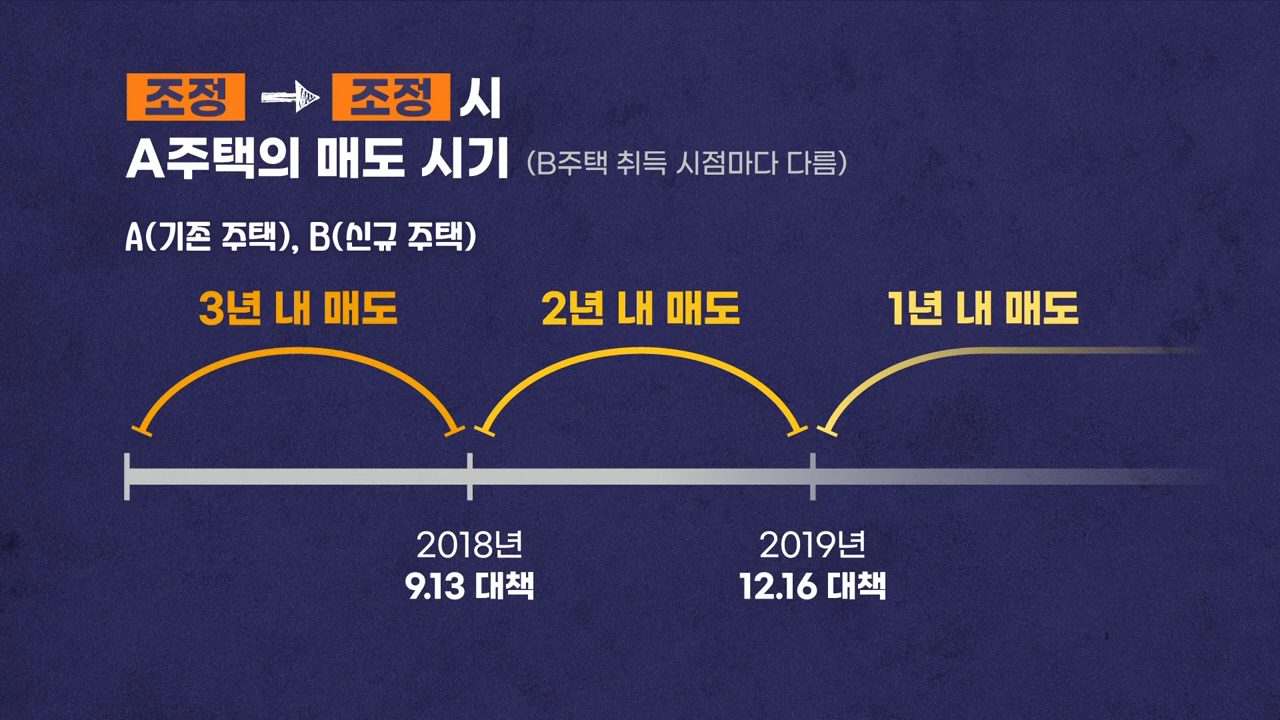 조정 → 조정 시
A주택의 매도 시기 (B주택 취득 시점마다 다름)
A(기존 주택), B(신규 주택)
3년 내 매도 2년 내 매도 1년 내 매도
2018년 2019년
9.13 대책 12.16 대책